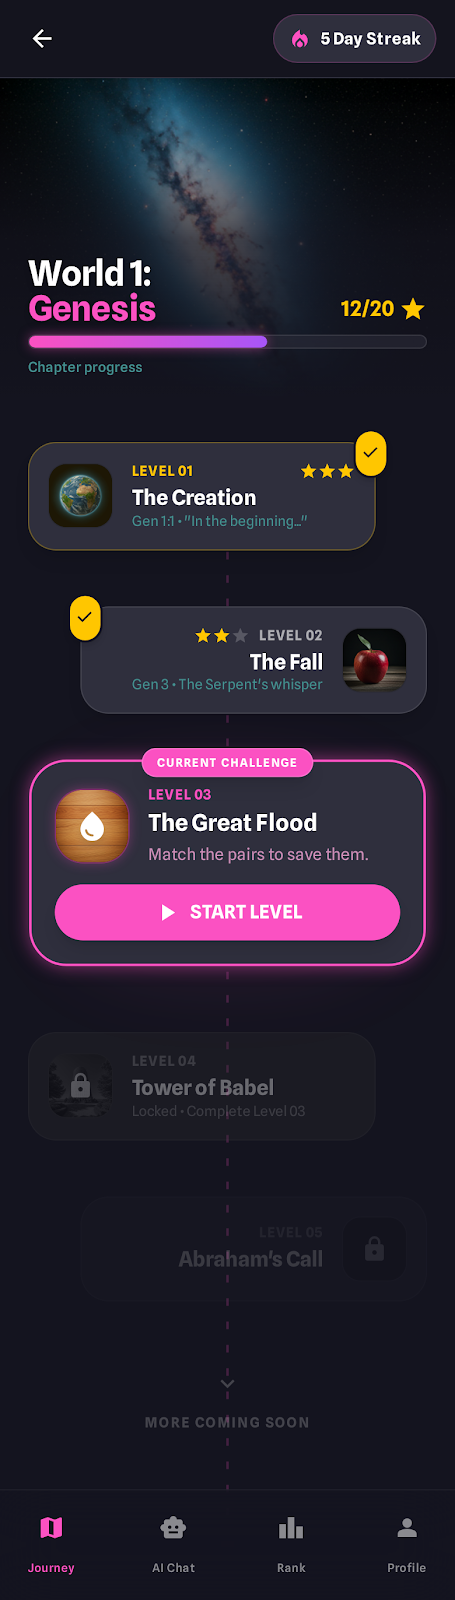 5 Day Streak
World 1:
Genesis
12/20
Chapter progress
LEVEL 01
The Creation
Gen 1:1 • "In the beginning..."
LEVEL 02
The Fall
Gen 3 • The Serpent's whisper
CURRENT CHALLENGE
LEVEL 03
The Great Flood
Match the pairs to save them.
START LEVEL
LEVEL 04
Tower of Babel
Locked • Complete Level 03
LEVEL 05
Abraham's Call
MORE COMING SOON
Journey
AI Chat
Rank
Profile